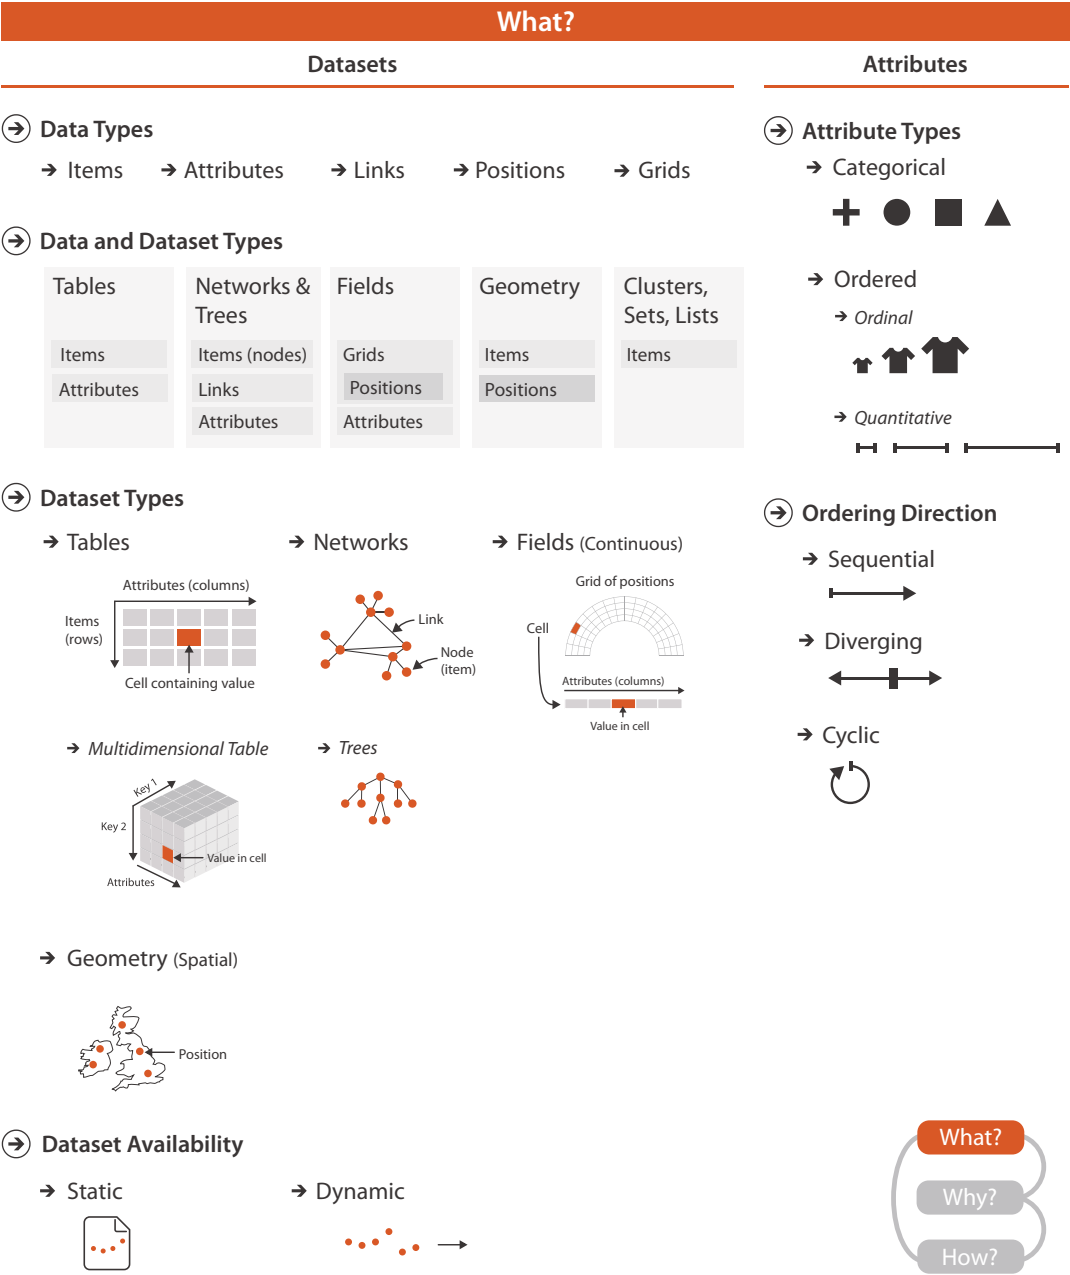 What?
Datasets
Attributes
Data Types
Items
Attributes
Links
Positions
Grids
Data and Dataset Types
Tables
Items
Attributes
Networks &
Trees
Items (nodes)
Links
Attributes
Fields
Grids
Positions
Attributes
Geometry
Items
Positions
Clusters,
Sets, Lists
Items
Dataset Types
Tables
Attributes (columns)
Items
(rows)
Cell containing value
Networks
Link
Node
(item)
Fields (Continuous)
Grid of positions
Cell
Attributes (columns)
Value in cell
Multidimensional Table
Key 1
Key 2
Value in cell
Attributes
Trees
Geometry (Spatial)
Position
Dataset Availability
Static
Dynamic
Attribute Types
Categorical
Ordered
Ordinal
Quantitative
Ordering Direction
Sequential
Diverging
Cyclic
What?
Why?
How?